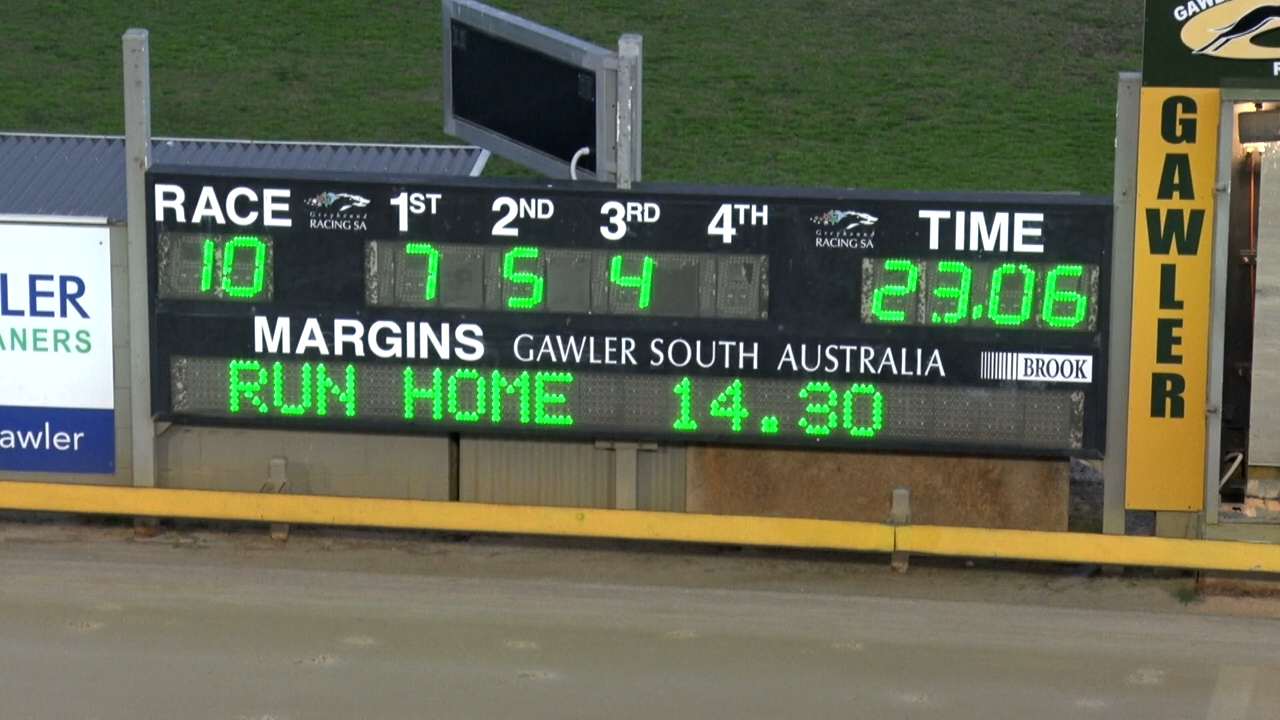 GAWLER
RACE 1ST 2ND 3RD 4TH TIME
Greyhound RACING SA
Greyhound RACING SA
10 7 5 4 23.06
MARGINS GAWLER SOUTH AUSTRALIA BROOK
RUN HOME 14.30
LER
ANERS
awler